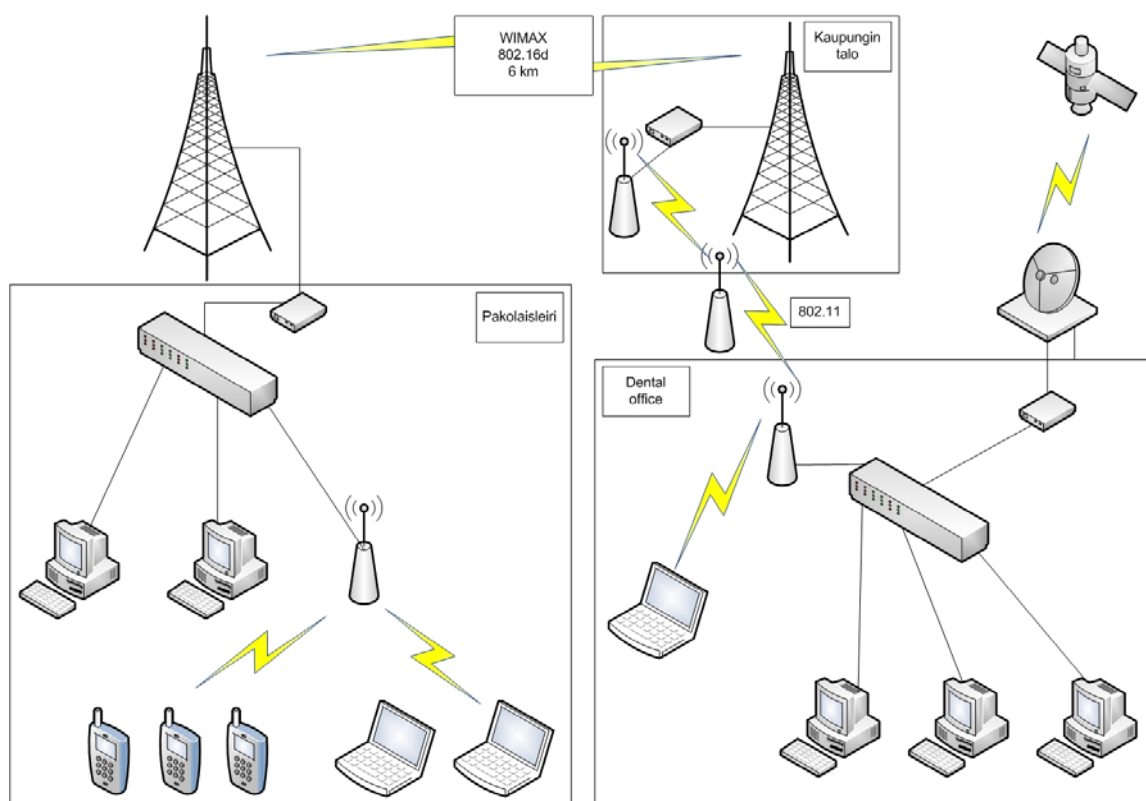 WIMAX
802.16d
6 km
Kaupungin
talo
Pakolaisleiri
802.11
Dental
office